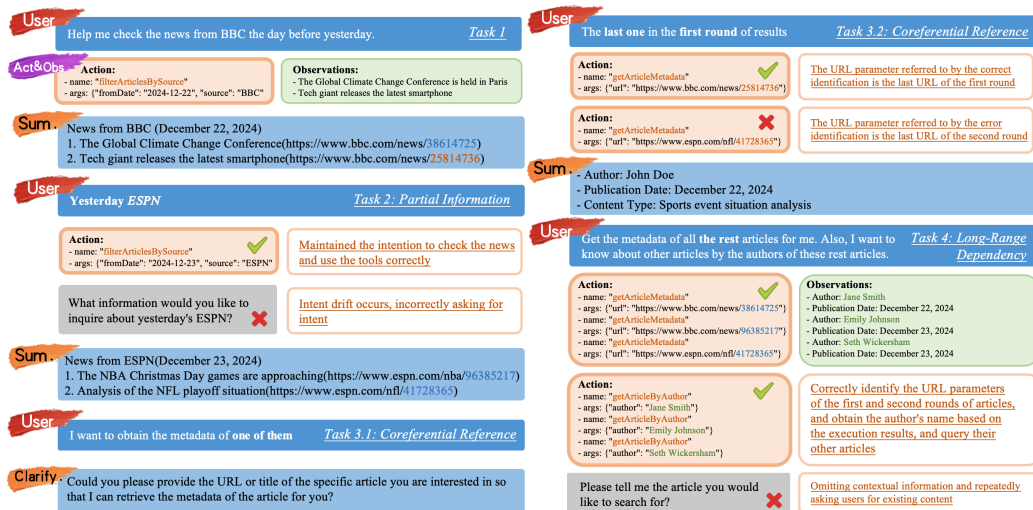 User
Help me check the news from BBC the day before yesterday.
Task 1
Act&Obs
Action:
- name: "filterArticlesBySource"
- args: {"fromDate": "2024-12-22", "source": "BBC"
Observations:
- The Global Climate Change Conference is held in Paris
- Tech giant releases the latest smartphone
Sum.
News from BBC (December 22, 2024)
1. The Global Climate Change Conference(https://www.bbc.com/news/38614725)
2. Tech giant releases the latest smartphone(https://www.bbc.com/news/25814736)
User
Yesterday ESPN
Task 2: Partial Information
Action:
- name: "filterArticlesBySource"
- args: {"fromDate": "2024-12-23", "source": "ESPN"
Maintained the intention to check the news
and use the tools correctly
What information would you like to
inquire about yesterday's ESPN?
Intent drift occurs, incorrectly asking for
intent
Sum.
News from ESPN(December 23, 2024)
1. The NBA Christmas Day games are approaching(https://www.espn.com/nba/96385217)
2. Analysis of the NFL playoff situation(https://www.espn.com/nfl/41728365)
User
I want to obtain the metadata of one of them
Task 3.1: Coreferential Reference
Clarify.
Could you please provide the URL or title of the specific article you are interested in so
that I can retrieve the metadata of the article for you?
User
The last one in the first round of results
Task 3.2: Coreferential Reference
Action:
- name: "getArticleMetadata"
- args: {"url": "https://www.bbc.com/news/25814736"}
The URL parameter referred to by the correct
identification is the last URL of the first round
Action:
- name: "getArticleMetadata"
- args: {"url": "https://www.espn.com/nfl/41728365"}
The URL parameter referred to by the error
identification is the last URL of the second round
Sum.
- Author: John Doe
- Publication Date: December 22, 2024
- Content Type: Sports event situation analysis
User
Get the metadata of all the rest articles for me. Also, I want to
know about other articles by the authors of these rest articles.
Task 4: Long-Range
Dependency
Action:
- name: "getArticleMetadata"
- args: {"url": "https://www.bbc.com/news/38614725"}
- name: "getArticleMetadata"
- args: {"url": "https://www.bbc.com/news/96385217"}
- name: "getArticleMetadata"
- args: {"url": "https://www.espn.com/nfl/41728365"}
Observations:
- Author: Jane Smith
- Publication Date: December 22, 2024
- Author: Emily Johnson
- Publication Date: December 23, 2024
- Author: Seth Wickersham
- Publication Date: December 23, 2024
Action:
- name: "getArticleByAuthor"
- args: {"author": "Jane Smith"}
- name: "getArticleByAuthor"
- args: {"author": "Emily Johnson"}
- name: "getArticleByAuthor"
- args: {"author": "Seth Wickersham"}
Correctly identify the URL parameters
of the first and second rounds of articles,
and obtain the author's name based on
the execution results, and query their
other articles
Please tell me the article you would
like to search for?
Omitting contextual information and repeatedly
asking users for existing content